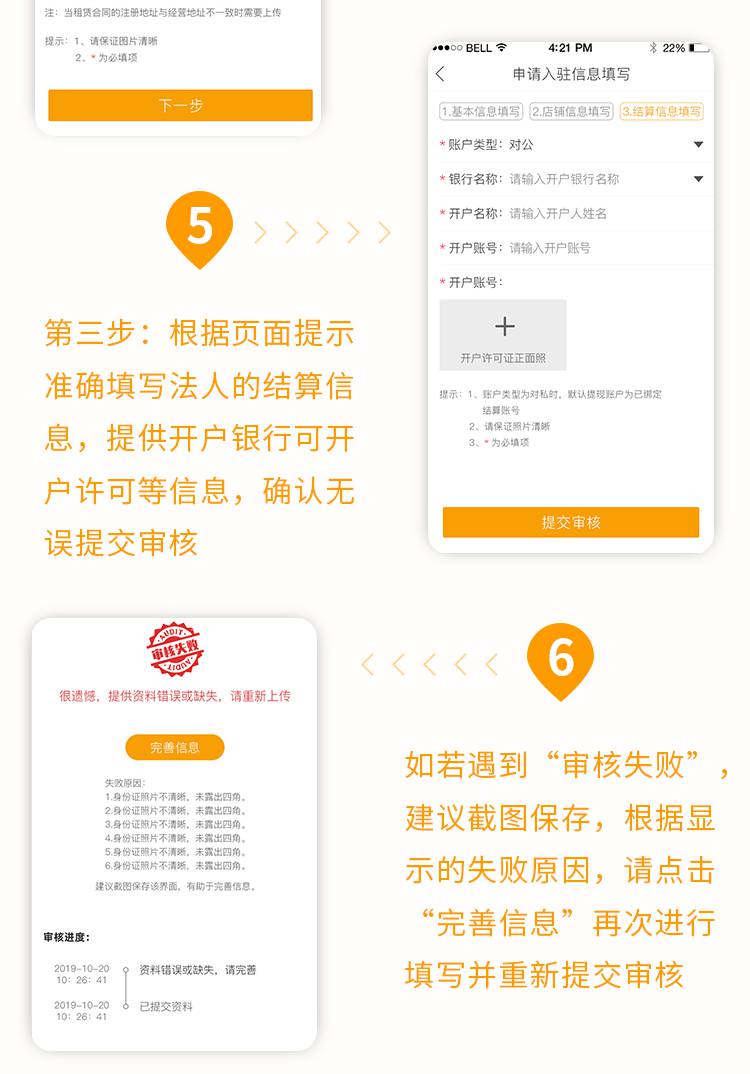 注：当租赁合同的注册地址与经营地址不一致时需要上传
提示：1、请保证图片清晰
2、*为必填项
下一步
BELL
4:21 PM
22%
申请入驻信息填写
1.基本信息填写 2.店铺信息填写 3.结算信息填写
*账户类型：对公
*银行名称：请输入开户银行名称
*开户名称：请输入开户人姓名
*开户账号：请输入开户账号
*开户账号：
开户许可证正面照
提示：1、账户类型为对私时，默认提现账户为已绑定
结算账号
2、请保证照片清晰
3、*为必填项
提交审核
5
第三步：根据页面提示
准确填写法人的结算信
息，提供开户银行可开
户许可等信息，确认无
误提交审核
AUDIT
审核失败
AUDIT
很遗憾，提供资料错误或缺失，请重新上传
完善信息
失败原因：
1.身份证照片不清晰，未露出四角。
2.身份证照片不清晰，未露出四角。
3.身份证照片不清晰，未露出四角。
4.身份证照片不清晰，未露出四角。
5.身份证照片不清晰，未露出四角。
6.身份证照片不清晰，未露出四角。
建议截图保存该界面，有助于完善信息。
审核进度：
2019-10-20
10：26：41
资料错误或缺失，请完善
2019-10-20
10：26：41
已提交资料
6
如若遇到“审核失败”，
建议截图保存，根据显
示的失败原因，请点击
“完善信息”再次进行
填写并重新提交审核